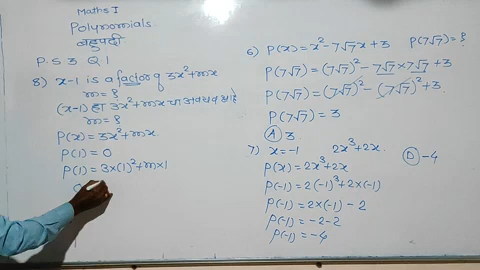 Maths I
Polynomials
बहुपदी
P.S 3 Q 1
8) x-1 is a factor of 3x²+mx
m = ?
(x-1) हा 3x²+mx चा अवयव आहे
m = ?
P(x) = 3x²+mx
P(1) = 0
P(1) = 3×(1)²+m×1
0
6) P(x) = x²-7√7x+3 P(7√7) = ?
P(7√7) = (7√7)²-7√7×7√7+3
P(7√7) = (7√7)²-(7√7)²+3
P(7√7) = 3
(A) 3
7) x=-1 2x³+2x. (D) -4
P(x) = 2x³+2x
P(-1) = 2(-1)³+2×(-1)
P(-1) = 2×(-1)-2
P(-1) = -2-2
P(-1) = -4